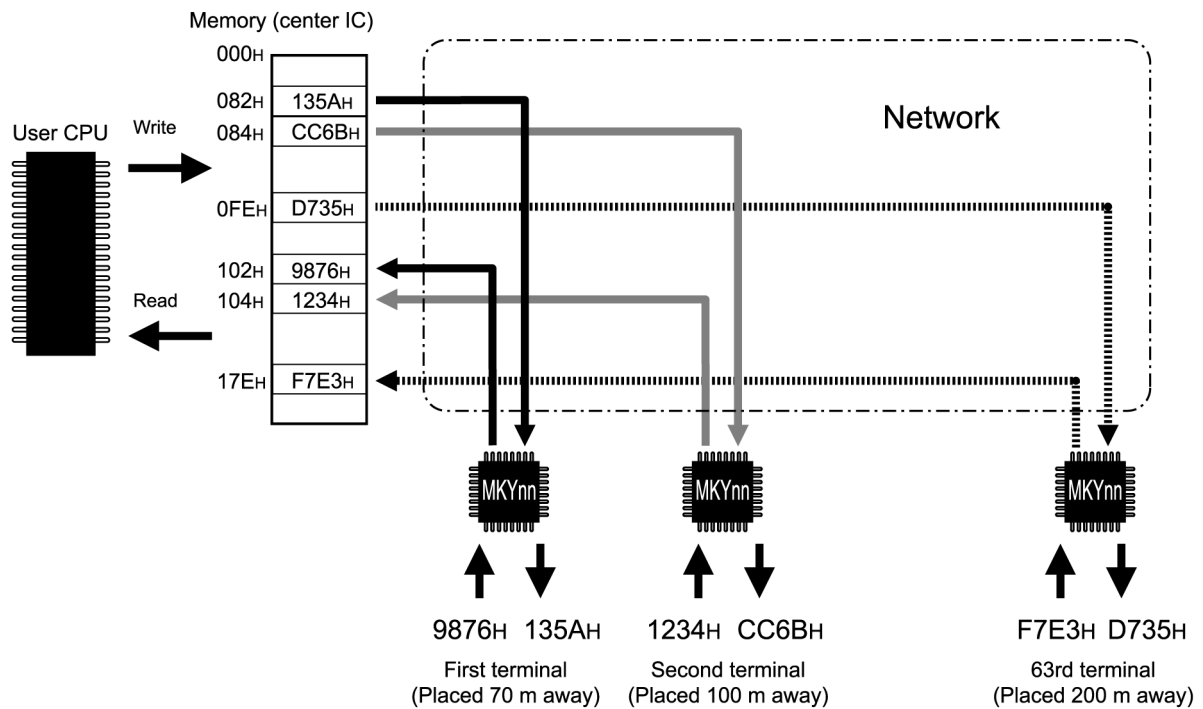 Memory (center IC)
000H
082H 135AH
User CPU Write 084H CC6BH
Network
0FEH D735H
102H 9876H
Read 104H 1234H
17EH F7E3H
MKYnn MKYnn MKYnn
9876H 135AH 1234H CC6BH F7E3H D735H
First terminal Second terminal 63rd terminal
(Placed 70 m away) (Placed 100 m away) (Placed 200 m away)